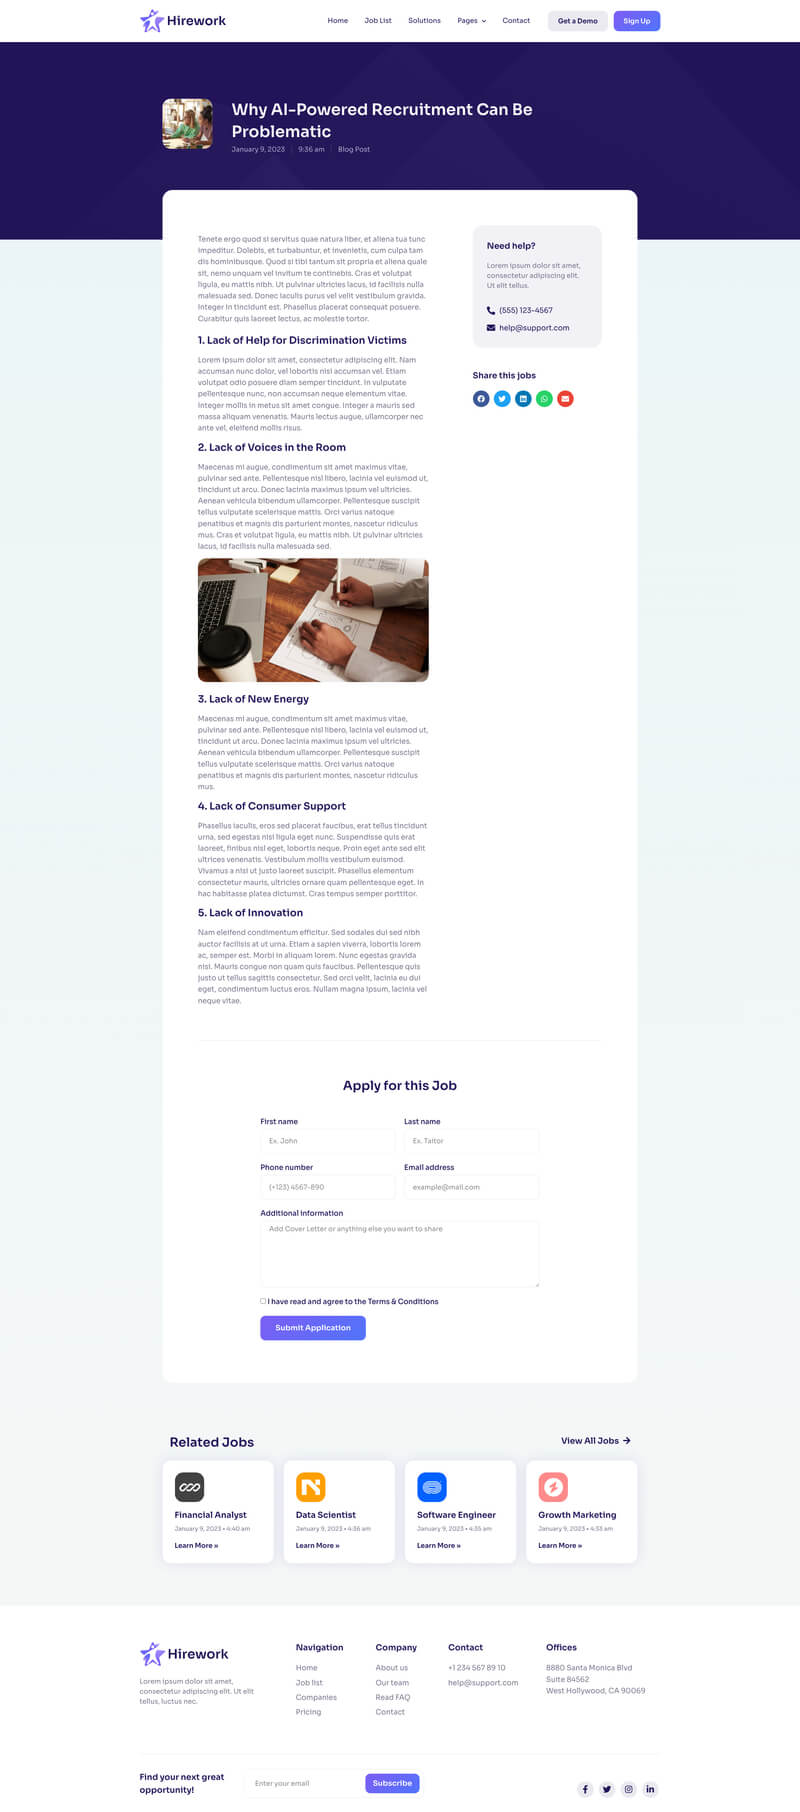 Hirework
Home Job List Solutions Pages Contact Get a Demo Sign Up
Why AI-Powered Recruitment Can Be
Problematic
January 9, 2023 9:36 am Blog Post
Tenete ergo quod si servitus quae natura liber, et aliena tua tunc
impeditur. Dolebis, et turbabuntur, et invenietis, cum culpa tam
dis hominibusque. Quod si tibi tantum sit propria et aliena quale
sit, nemo unquam vel invitum te continebis. Cras et volutpat
ligula, eu mattis nibh. Ut pulvinar ultricies lacus, id facilisis nulla
malesuada sed. Donec iaculis purus vel velit vestibulum gravida.
Integer in tincidunt est. Phasellus placerat consequat posuere.
Curabitur quis laoreet lectus, ac molestie tortor.
1. Lack of Help for Discrimination Victims
Lorem ipsum dolor sit amet, consectetur adipiscing elit. Nam
accumsan nunc dolor, vel lobortis nisi accumsan vel. Etiam
volutpat odio posuere diam semper tincidunt. In vulputate
pellentesque nunc, non accumsan neque elementum vitae.
Integer mollis in metus sit amet congue. Integer a mauris sed
massa aliquam venenatis. Mauris lectus augue, ullamcorper nec
ante vel, eleifend mollis risus.
2. Lack of Voices in the Room
Maecenas mi augue, condimentum sit amet maximus vitae,
pulvinar sed ante. Pellentesque nisl libero, lacinia vel euismod ut,
tincidunt ut arcu. Donec lacinia maximus ipsum vel ultricies.
Aenean vehicula bibendum ullamcorper. Pellentesque suscipit
tellus vulputate scelerisque mattis. Orci varius natoque
penatibus et magnis dis parturient montes, nascetur ridiculus
mus. Cras et volutpat ligula, eu mattis nibh. Ut pulvinar ultricies
lacus, id facilisis nulla malesuada sed.
3. Lack of New Energy
Maecenas mi augue, condimentum sit amet maximus vitae,
pulvinar sed ante. Pellentesque nisl libero, lacinia vel euismod ut,
tincidunt ut arcu. Donec lacinia maximus ipsum vel ultricies.
Aenean vehicula bibendum ullamcorper. Pellentesque suscipit
tellus vulputate scelerisque mattis. Orci varius natoque
penatibus et magnis dis parturient montes, nascetur ridiculus
mus.
4. Lack of Consumer Support
Phasellus iaculis, eros sed placerat faucibus, erat tellus tincidunt
urna, sed egestas nisi ligula eget nunc. Suspendisse quis erat
laoreet, finibus nisl eget, lobortis neque. Proin eget ante sed elit
ultrices venenatis. Vestibulum mollis vestibulum euismod.
Vivamus a nisi ut justo laoreet suscipit. Phasellus elementum
consectetur mauris, ultricies ornare quam pellentesque eget. In
hac habitasse platea dictumst. Cras tempus semper porttitor.
5. Lack of Innovation
Nam eleifend condimentum efficitur. Sed sodales dui sed nibh
auctor facilisis at ut urna. Etiam a sapien viverra, lobortis lorem
ac, semper est. Morbi in aliquam lorem. Nunc egestas gravida
nisi. Mauris congue non quam quis faucibus. Pellentesque quis
justo ut tellus sagittis consectetur. Sed orci velit, lacinia eu dui
eget, condimentum luctus eros. Nullam magna ipsum, lacinia vel
neque vitae.
Need help?
Lorem ipsum dolor sit amet,
consectetur adipiscing elit.
Ut elit tellus.
(555) 123-4567
help@support.com
Share this jobs
Apply for this Job
First name Last name
Ex. John Ex. Taitor
Phone number Email address
(+123) 4567-890 example@mail.com
Additional information
Add Cover Letter or anything else you want to share
I have read and agree to the Terms & Conditions
Submit Application
Related Jobs View All Jobs
Financial Analyst
January 9, 2023 • 4:40 am
Learn More »
Data Scientist
January 9, 2023 • 4:36 am
Learn More »
Software Engineer
January 9, 2023 • 4:35 am
Learn More »
Growth Marketing
January 9, 2023 • 4:33 am
Learn More »
Hirework
Lorem ipsum dolor sit amet,
consectetur adipiscing elit. Ut elit
tellus, luctus nec.
Navigation
Home
Job list
Companies
Pricing
Company
About us
Our team
Read FAQ
Contact
Contact
+1 234 567 89 10
help@support.com
Offices
8880 Santa Monica Blvd
Suite 84562
West Hollywood, CA 90069
Find your next great
opportunity!
Enter your email Subscribe